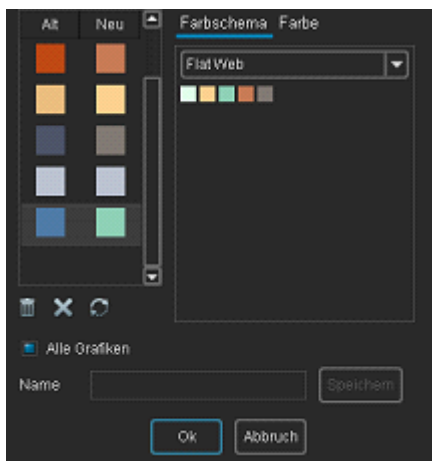 Alt Neu Farbschema Farbe
Flat Web
Alle Grafiken
Name Speichern
Ok Abbruch